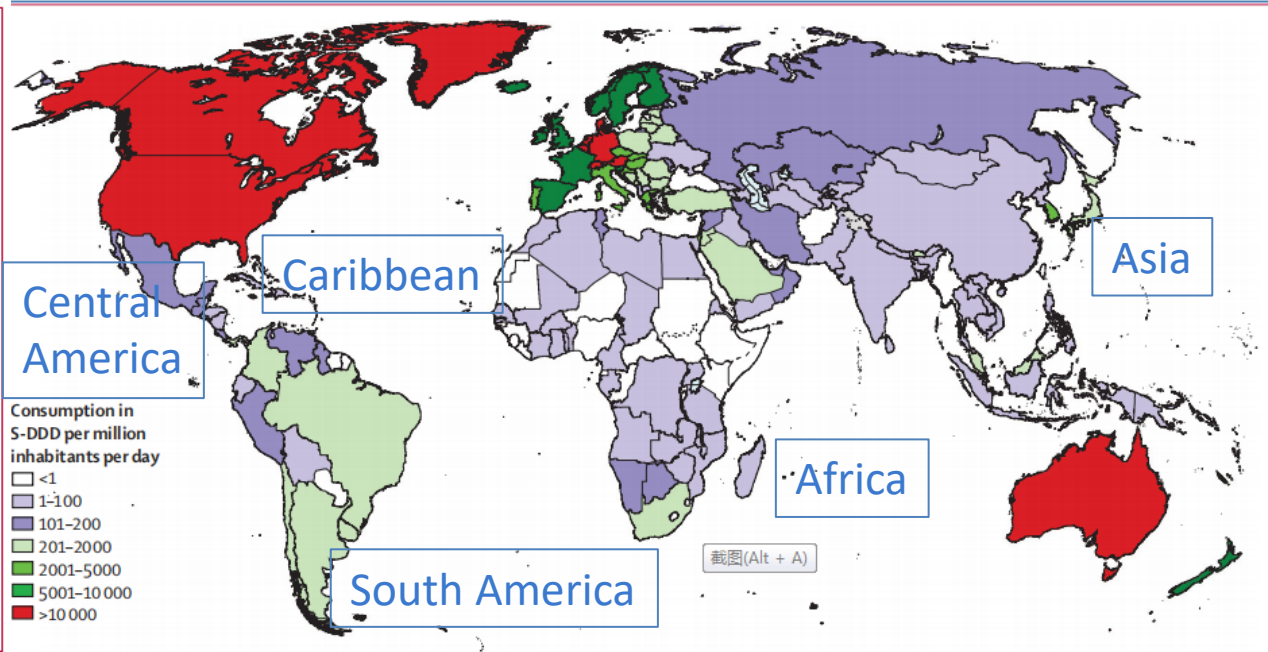 Caribbean
Asia
Central
America
Consumption in
S-DDD per million
inhabitants per day
<1
1–100
101–200
201–2000
2001–5000
5001–10 000
>10 000
Africa
截图(Alt + A)
South America